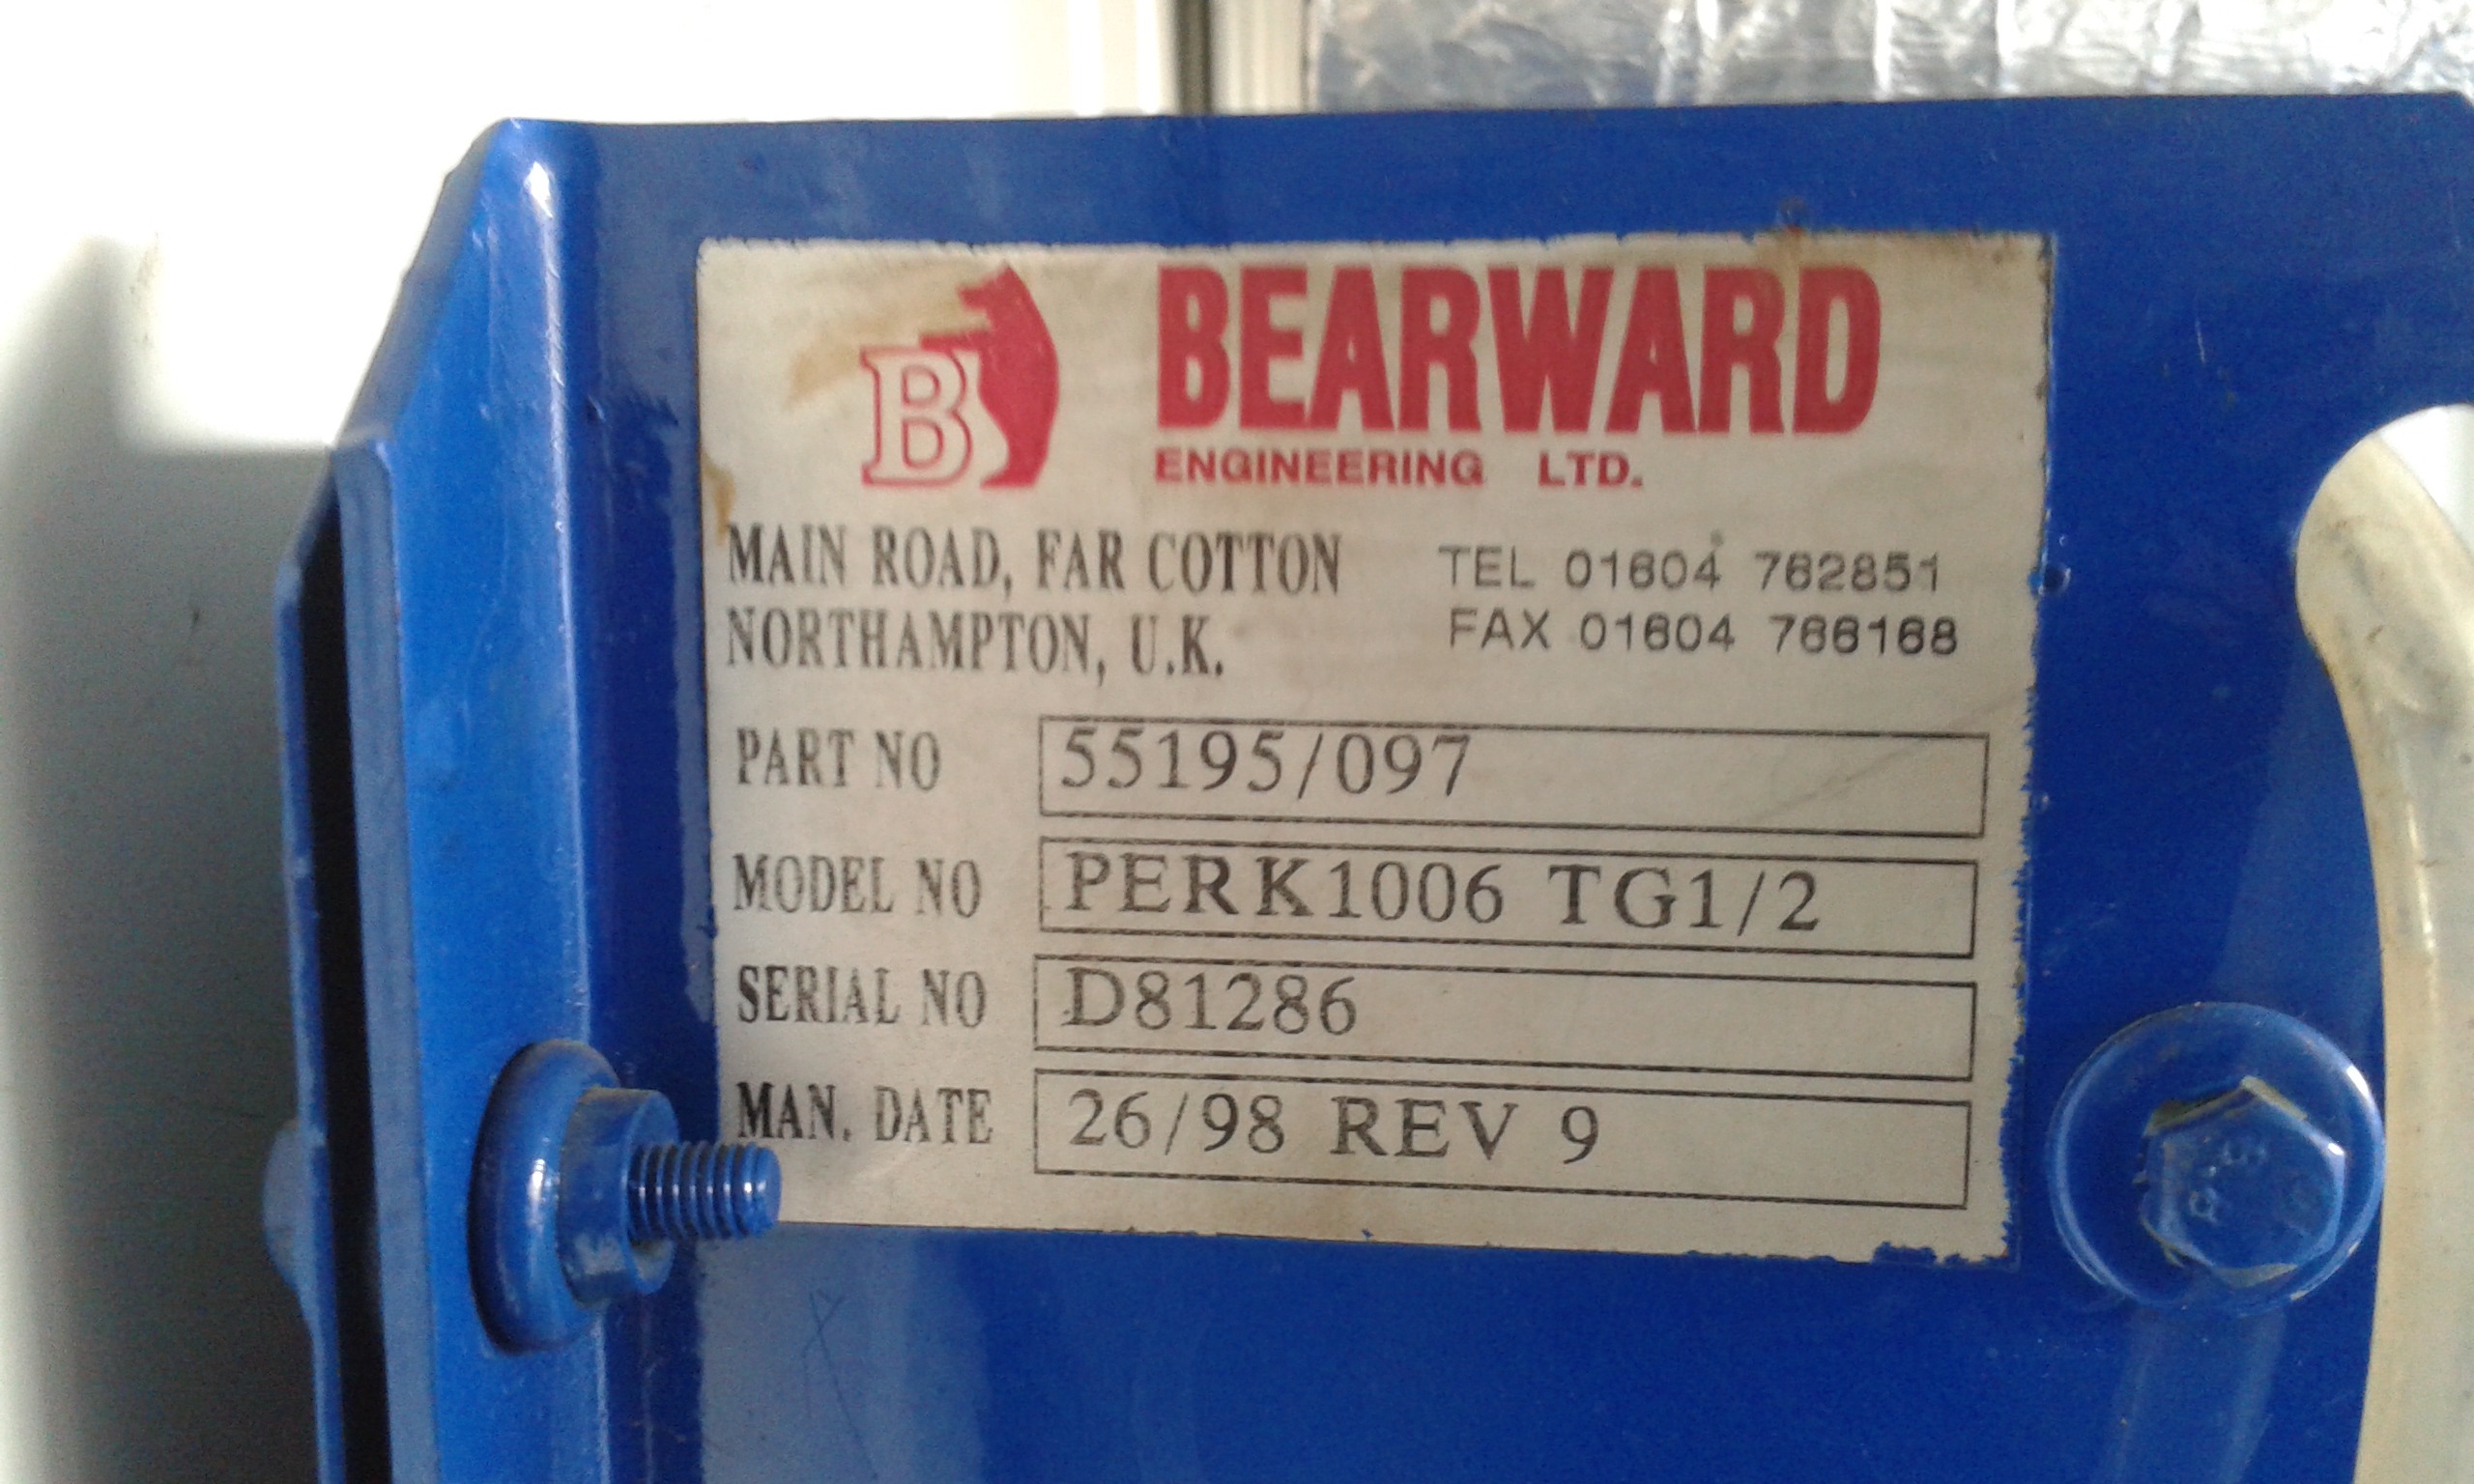 B BEARWARD
ENGINEERING LTD.
MAIN ROAD, FAR COTTON TEL 01604 762851
NORTHAMPTON, U.K. FAX 01604 766168
PART NO 55195/097
MODEL NO PERK1006 TG1/2
SERIAL NO D81286
MAN. DATE 26/98 REV 9